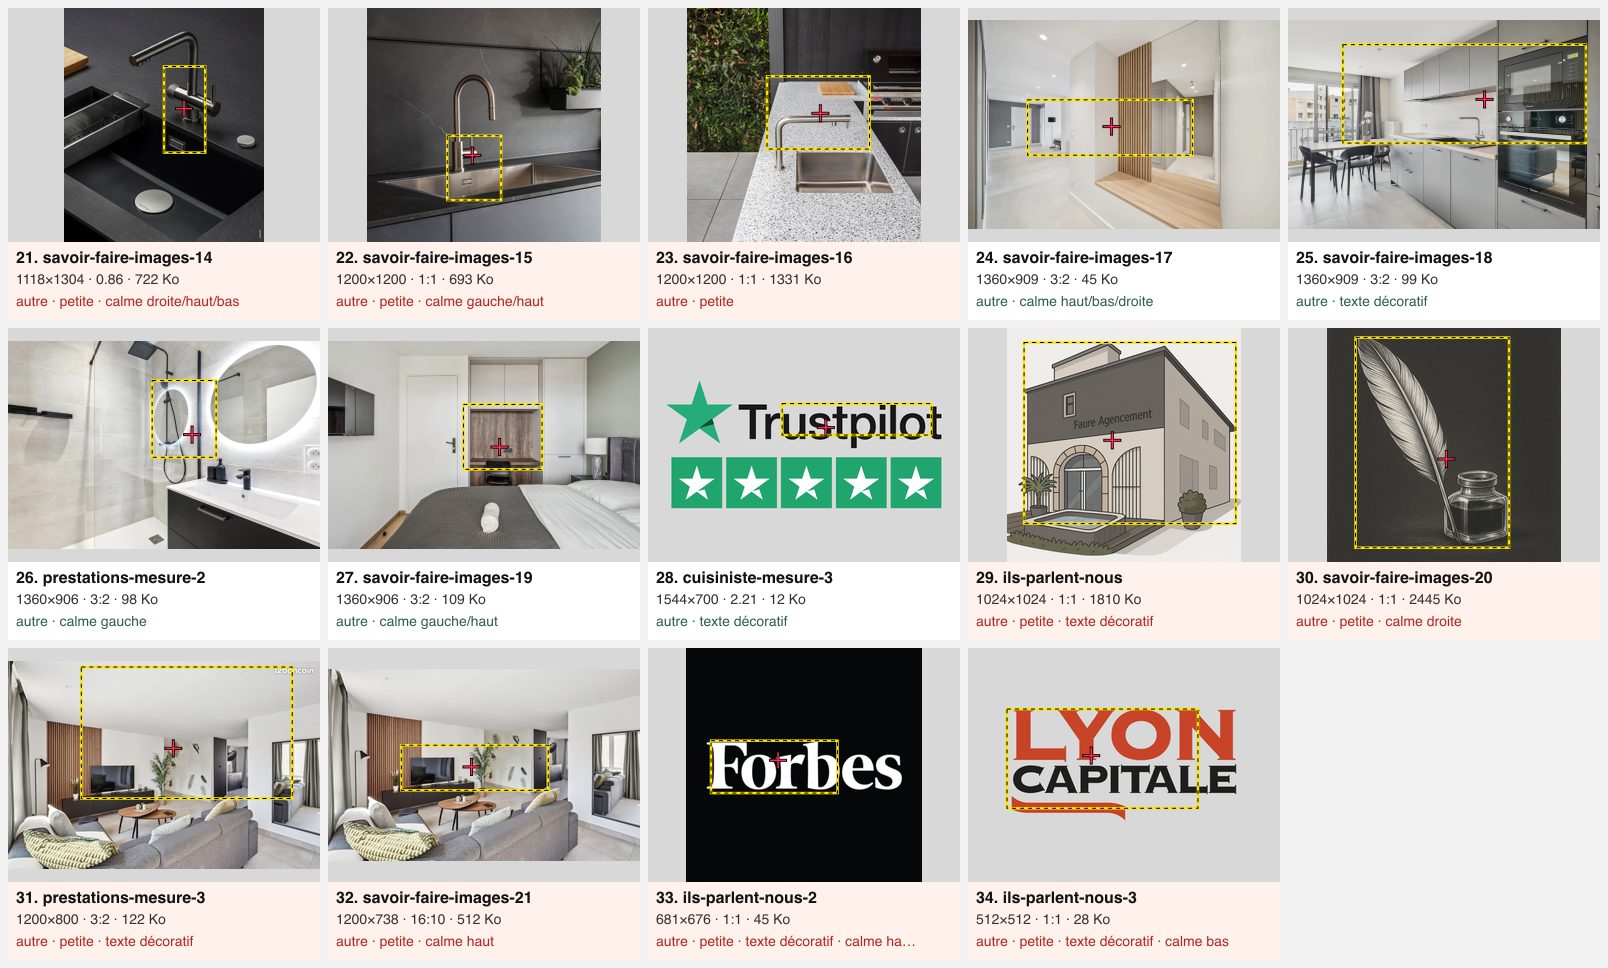 21. savoir-faire-images-14
1118×1304 · 0.86 · 722 Ko
autre · petite · calme droite/haut/bas
22. savoir-faire-images-15
1200×1200 · 1:1 · 693 Ko
autre · petite · calme gauche/haut
23. savoir-faire-images-16
1200×1200 · 1:1 · 1331 Ko
autre · petite
24. savoir-faire-images-17
1360×909 · 3:2 · 45 Ko
autre · calme haut/bas/droite
25. savoir-faire-images-18
1360×909 · 3:2 · 99 Ko
autre · texte décoratif
26. prestations-mesure-2
1360×906 · 3:2 · 98 Ko
autre · calme gauche
27. savoir-faire-images-19
1360×906 · 3:2 · 109 Ko
autre · calme gauche/haut
Trustpilot
28. cuisiniste-mesure-3
1544×700 · 2.21 · 12 Ko
autre · texte décoratif
Faure Agencement
29. ils-parlent-nous
1024×1024 · 1:1 · 1810 Ko
autre · petite · texte décoratif
30. savoir-faire-images-20
1024×1024 · 1:1 · 2445 Ko
autre · petite · calme droite
31. prestations-mesure-3
1200×800 · 3:2 · 122 Ko
autre · petite · texte décoratif
32. savoir-faire-images-21
1200×738 · 16:10 · 512 Ko
autre · petite · calme haut
Forbes
33. ils-parlent-nous-2
681×676 · 1:1 · 45 Ko
autre · petite · texte décoratif · calme ha…
LYON
CAPITALE
34. ils-parlent-nous-3
512×512 · 1:1 · 28 Ko
autre · petite · texte décoratif · calme bas